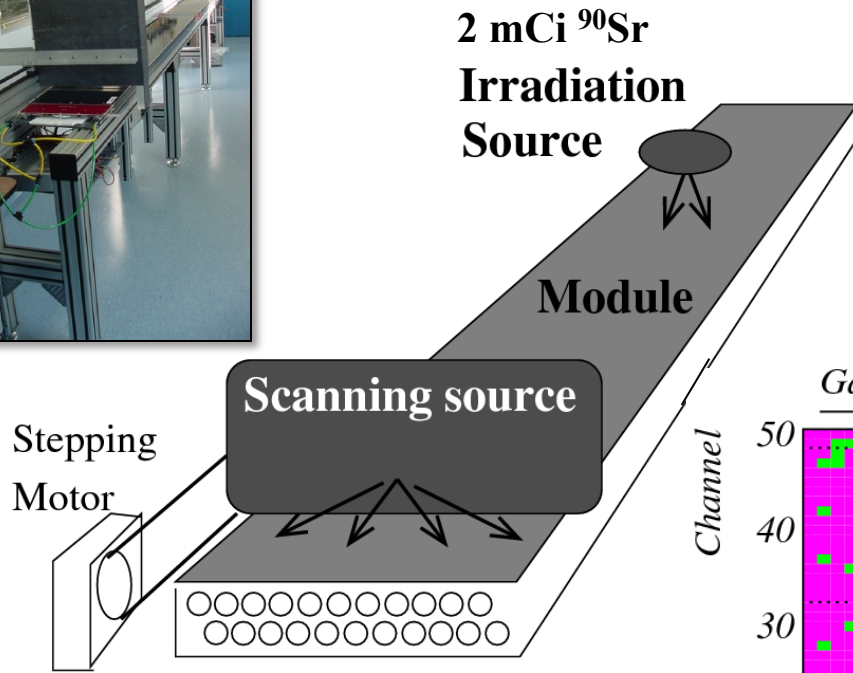 2 mCi ⁹⁰Sr
Irradiation
Source
Module
Scanning source
Stepping
Motor
Channel
50
40
30